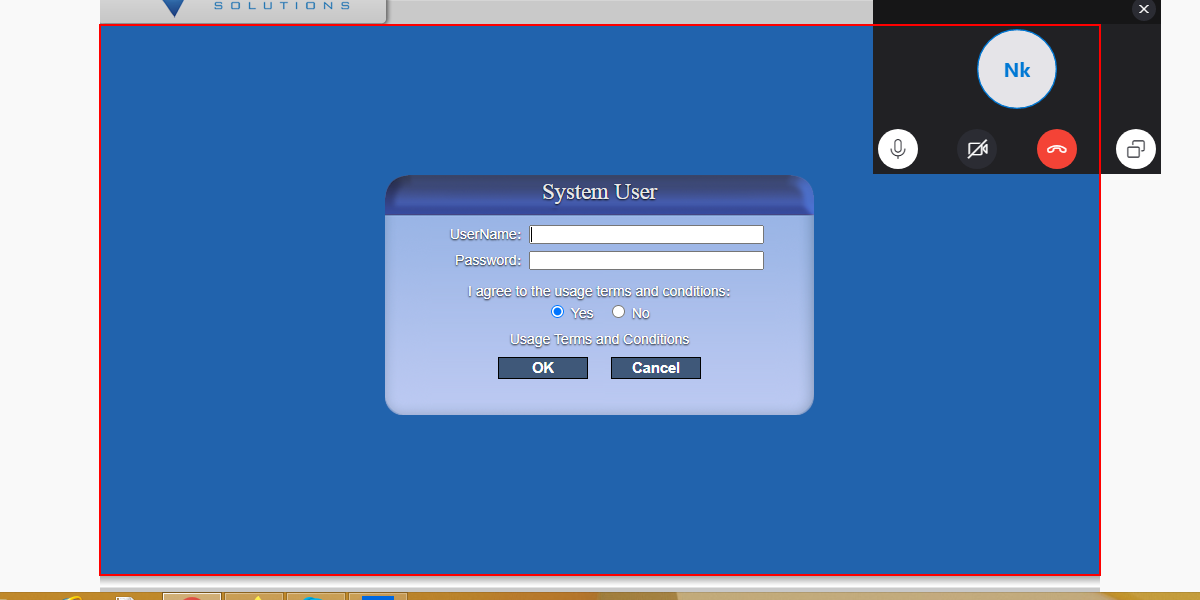 SOLUTIONS
Nk
System User
UserName:
Password:
I agree to the usage terms and conditions:
Yes No
Usage Terms and Conditions
OK Cancel